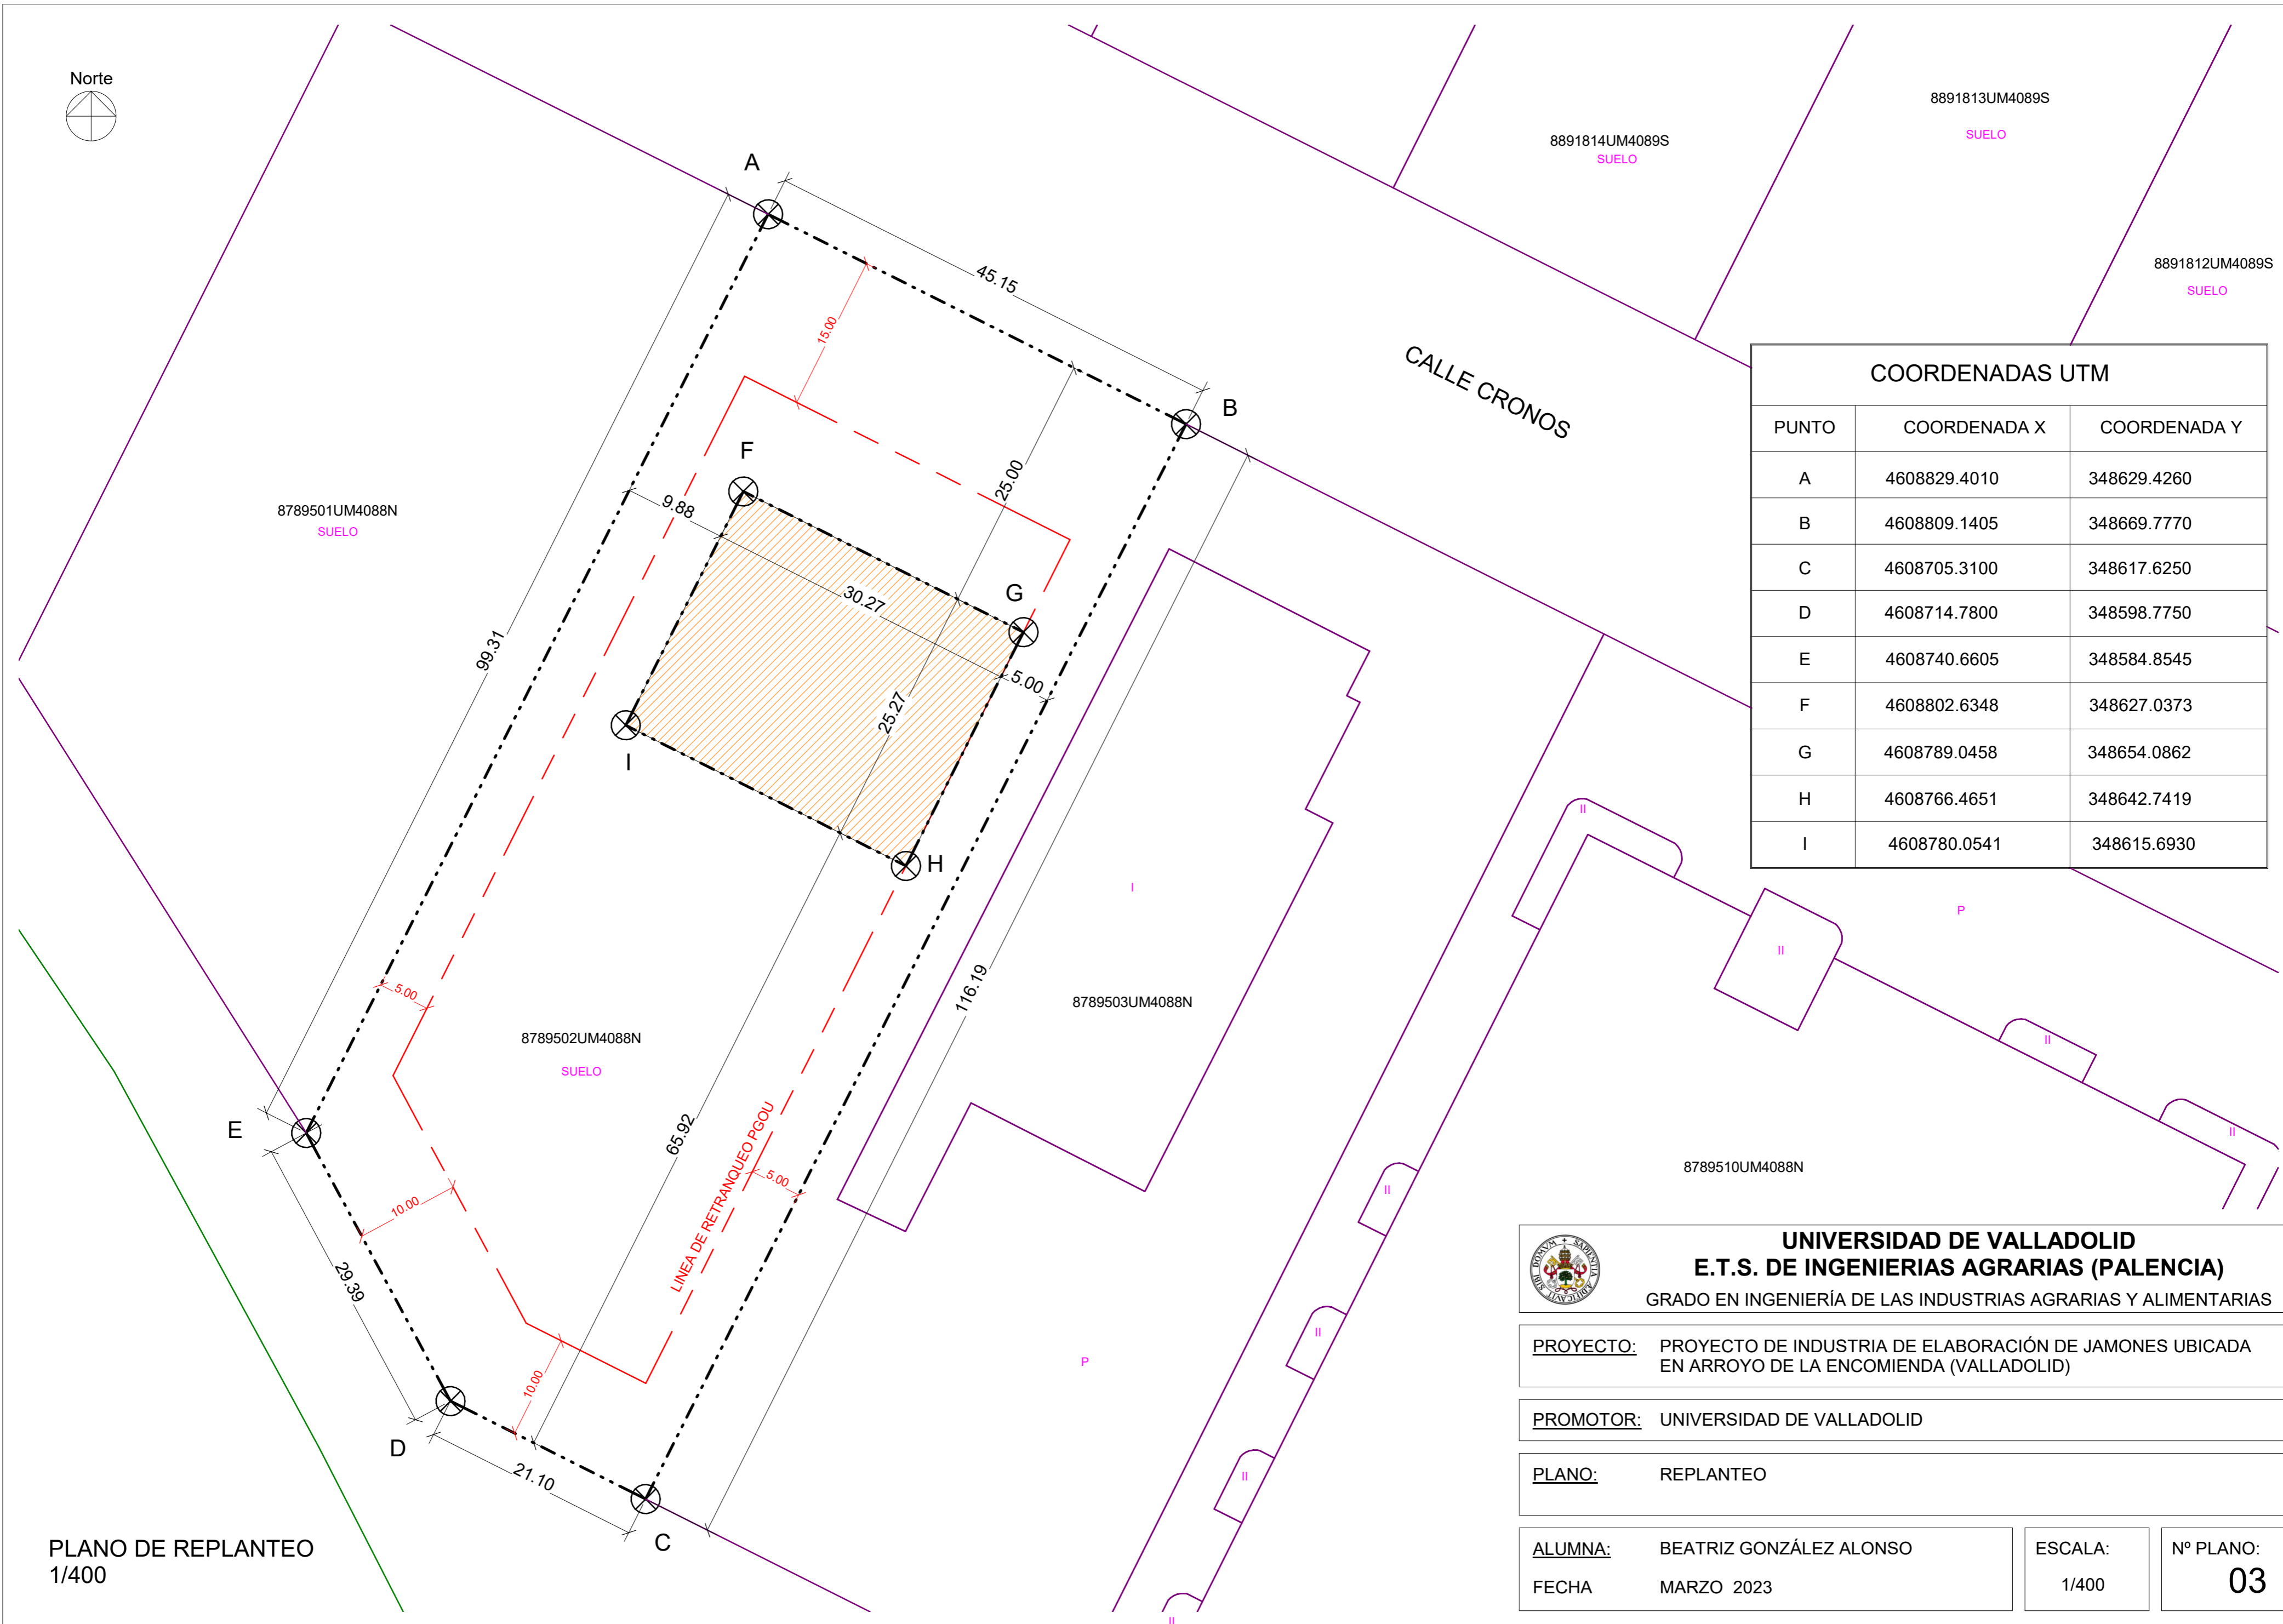 Norte
A
45.15
15.00
B
CALLE CRONOS
8891813UM4089S
SUELO
8891814UM4089S
SUELO
8891812UM4089S
SUELO
8789501UM4088N
SUELO
F
9.88
25.00
30.27
G
5.00
25.27
I
H
99.31
116.19
65.92
5.00
8789502UM4088N
SUELO
LINEA DE RETRANQUEO PGOU
5.00
E
10.00
29.39
10.00
D
21.10
C
I
8789503UM4088N
P
II
II
P
II
II
II
II
II
II
8789510UM4088N
COORDENADAS UTM
PUNTO COORDENADA X COORDENADA Y
A 4608829.4010 348629.4260
B 4608809.1405 348669.7770
C 4608705.3100 348617.6250
D 4608714.7800 348598.7750
E 4608740.6605 348584.8545
F 4608802.6348 348627.0373
G 4608789.0458 348654.0862
H 4608766.4651 348642.7419
I 4608780.0541 348615.6930
UNIVERSIDAD DE VALLADOLID
E.T.S. DE INGENIERIAS AGRARIAS (PALENCIA)
GRADO EN INGENIERÍA DE LAS INDUSTRIAS AGRARIAS Y ALIMENTARIAS
PROYECTO: PROYECTO DE INDUSTRIA DE ELABORACIÓN DE JAMONES UBICADA
EN ARROYO DE LA ENCOMIENDA (VALLADOLID)
PROMOTOR: UNIVERSIDAD DE VALLADOLID
PLANO: REPLANTEO
ALUMNA: BEATRIZ GONZÁLEZ ALONSO
FECHA MARZO 2023
ESCALA:
1/400
Nº PLANO:
03
PLANO DE REPLANTEO
1/400